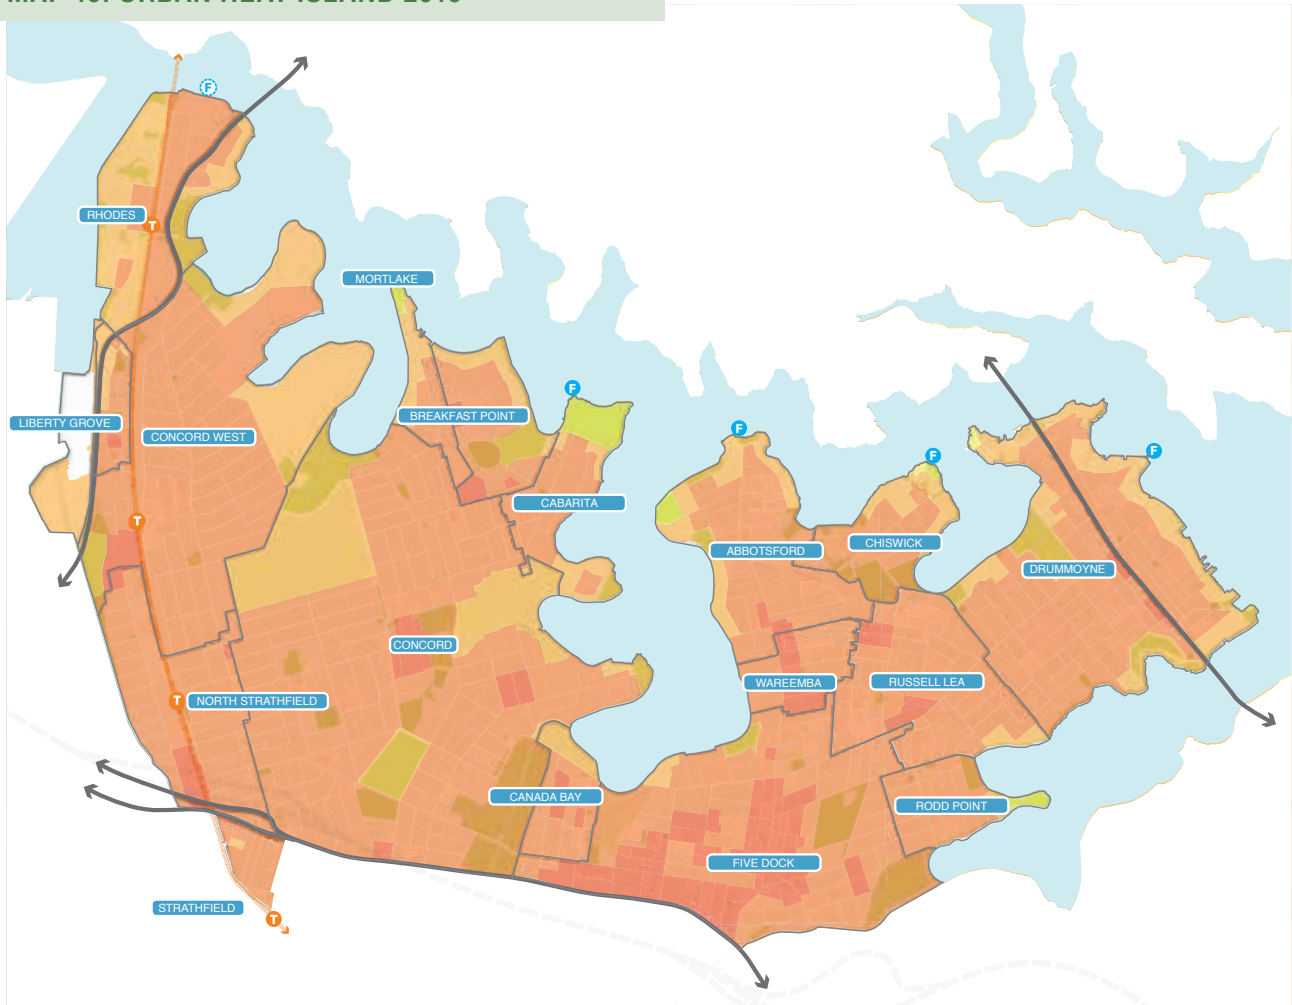 F
RHODES
T
MORTLAKE
F
BREAKFAST POINT
LIBERTY GROVE
CONCORD WEST
F
F
F
CABARITA
T
CHISWICK
ABBOTSFORD
DRUMMOYNE
CONCORD
WAREEMBA
RUSSELL LEA
T
NORTH STRATHFIELD
CANADA BAY
RODD POINT
FIVE DOCK
STRATHFIELD
T